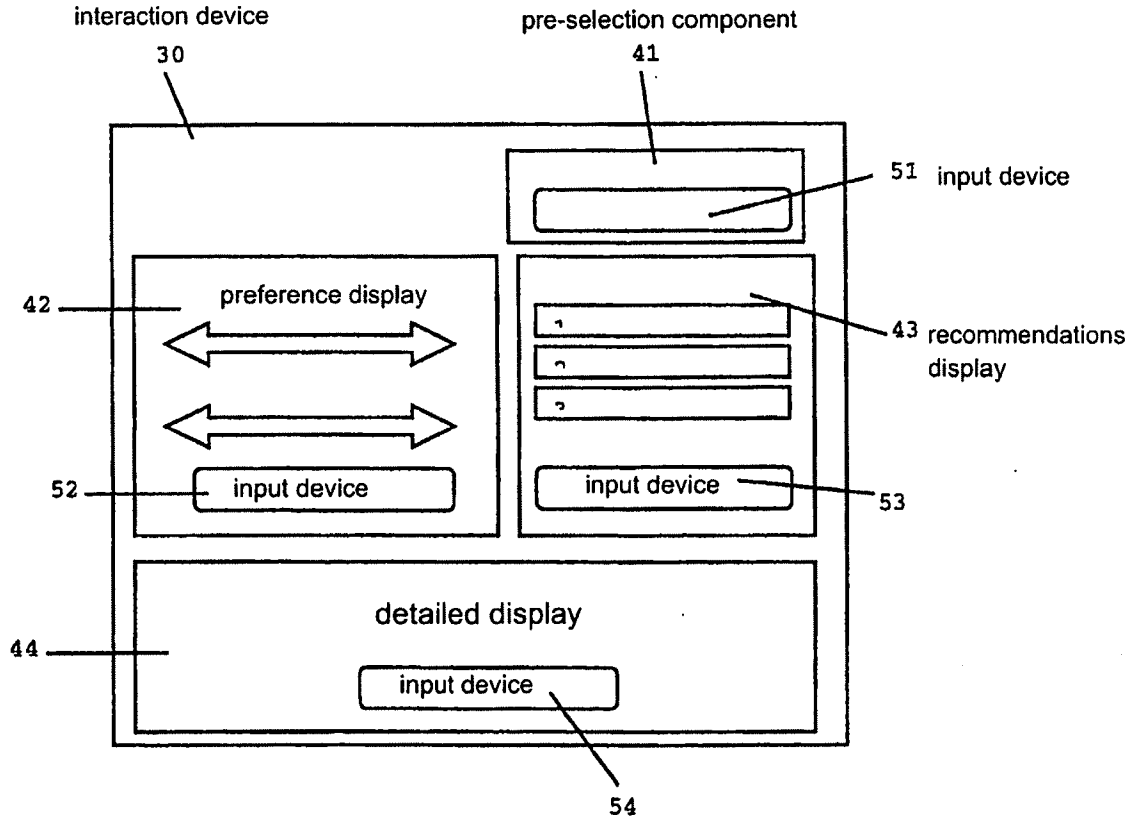 interaction device
30
pre-selection component
41
51 input device
42
preference display
43 recommendations
display
52
input device
input device
53
detailed display
44
input device
54